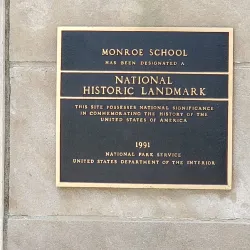 MONROE SCHOOL
HAS BEEN DESIGNATED A
NATIONAL
HISTORIC LANDMARK
THIS SITE POSSESSES NATIONAL SIGNIFICANCE
IN COMMEMORATING THE HISTORY OF THE
UNITED STATES OF AMERICA
1991
NATIONAL PARK SERVICE
UNITED STATES DEPARTMENT OF THE INTERIOR